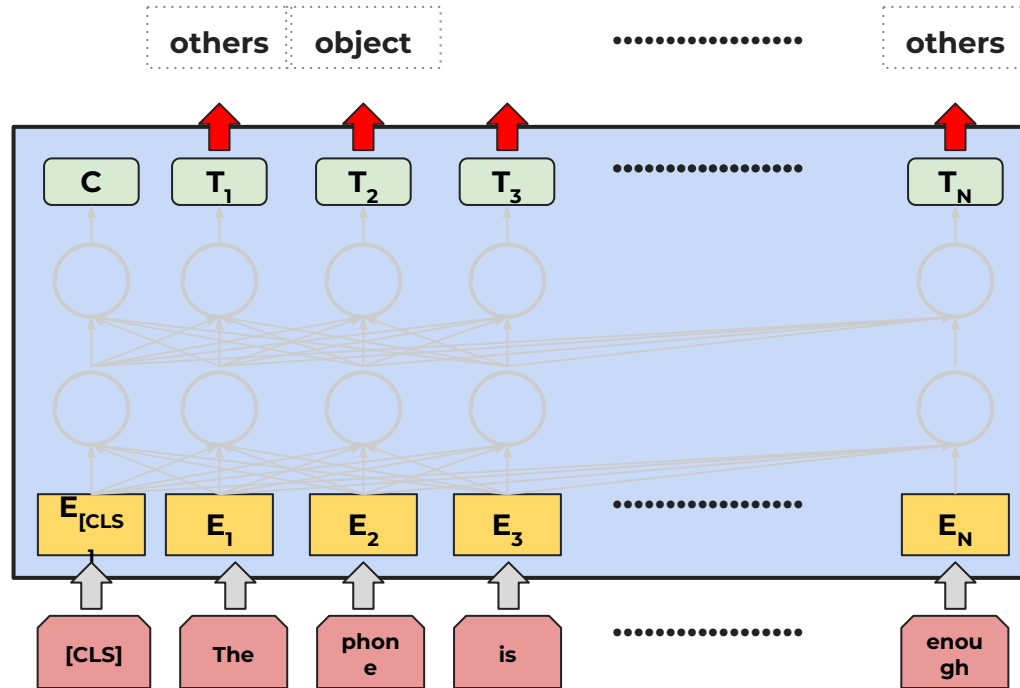 others object others
C T1 T2 T3 TN
E[CLS
] E1 E2 E3 EN
[CLS] The phon
e is enou
gh